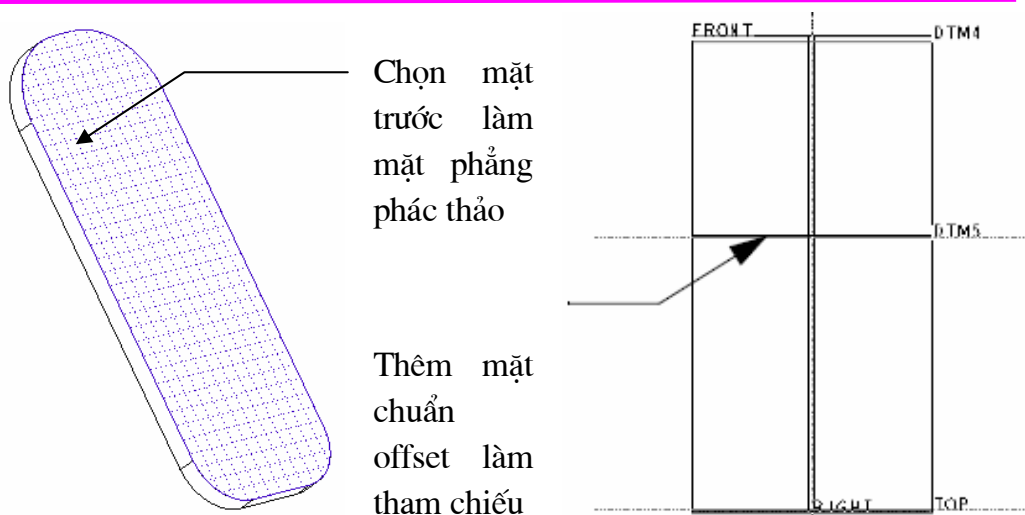 Chọn mặt
trước làm
mặt phẳng
phác thảo
Thêm mặt
chuẩn
offset làm
tham chiếu
FRONT
DTM4
DTM5
RIGHT
TOP